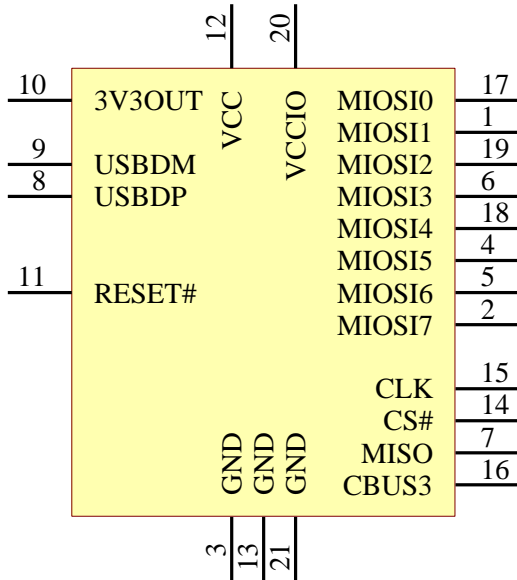 12
20
10
3V3OUT
VCC
VCCIO
MIOSI0
17
MIOSI1
1
9
USBDM
MIOSI2
19
8
USBDP
MIOSI3
6
MIOSI4
18
MIOSI5
4
11
RESET#
MIOSI6
5
MIOSI7
2
CLK
15
CS#
14
MISO
7
CBUS3
16
GND
GND
GND
3
13
21